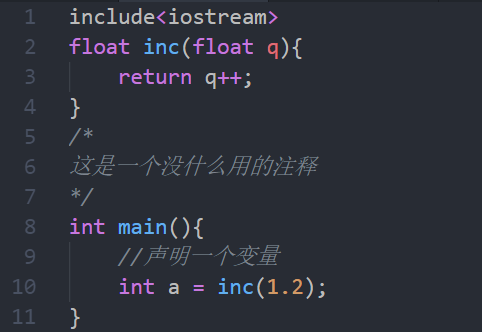 1 include<iostream>
2 float inc(float q){
3     return q++;
4 }
5 /*
6 这是一个没什么用的注释
7 */
8 int main(){
9     //声明一个变量
10     int a = inc(1.2);
11 }